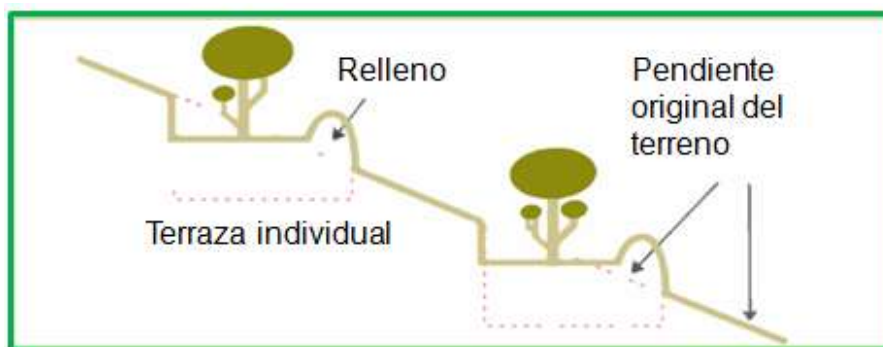 Relleno
Pendiente
original del
terreno
Terraza individual